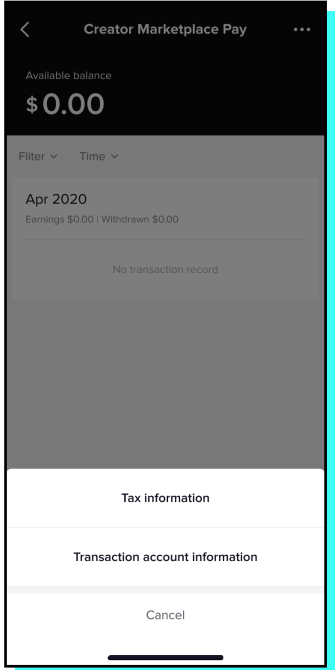 Creator Marketplace Pay
Available balance
$0.00
Fliter Time
Apr 2020
Earnings $0.00 | Withdrawn $0.00
No transaction record
Tax information
Transaction account information
Cancel